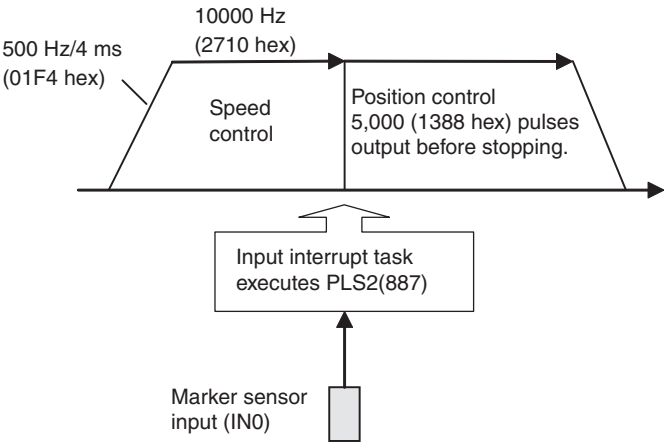 10000 Hz
(2710 hex)
500 Hz/4 ms
(01F4 hex)
Speed
control
Position control
5,000 (1388 hex) pulses
output before stopping.
Input interrupt task
executes PLS2(887)
Marker sensor
input (IN0)